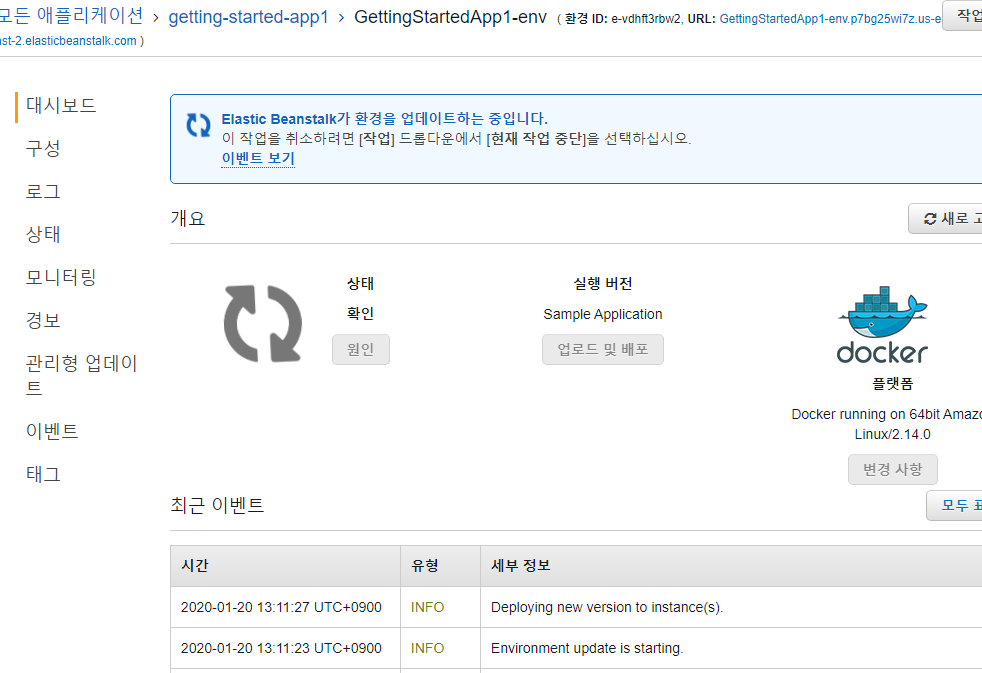 모든 애플리케이션 > getting-started-app1 > GettingStartedApp1-env ( 환경 ID: e-vdhft3rbw2, URL: GettingStartedApp1-env.p7bg25wi7z.us-e
작업
ast-2.elasticbeanstalk.com )
대시보드
구성
로그
상태
모니터링
경보
관리형 업데이
트
이벤트
태그
Elastic Beanstalk가 환경을 업데이트하는 중입니다.
이 작업을 취소하려면 [작업] 드롭다운에서 [현재 작업 중단]을 선택하십시오.
이벤트 보기
개요
새로 고
상태
확인
원인
실행 버전
Sample Application
업로드 및 배포
docker
플랫폼
Docker running on 64bit Amazo
Linux/2.14.0
변경 사항
최근 이벤트
모두 표
시간 유형 세부 정보
2020-01-20 13:11:27 UTC+0900 INFO Deploying new version to instance(s).
2020-01-20 13:11:23 UTC+0900 INFO Environment update is starting.